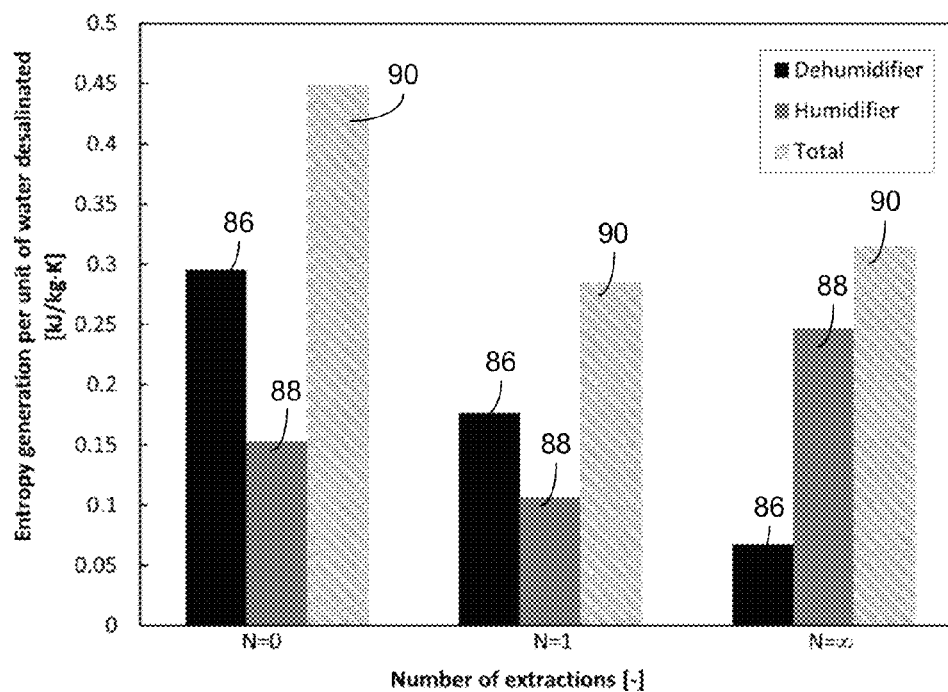 Entropy generation per unit of water desalinated
[kJ/kg·K]
0.5
0.45
0.4
0.35
0.3
0.25
0.2
0.15
0.1
0.05
0
Dehumidifier
Humidifier
Total
86
88
90
86
88
90
86
88
90
N=0
N=1
N=∞
Number of extractions [-]